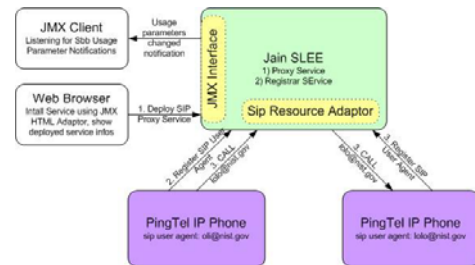 JMX Client
Listening for Sbb Usage
Parameter Notifications
Usage
parameters
changed
notification
JMX Interface
Jain SLEE
1) Proxy Service
2) Registrar SErvice
Sip Resource Adaptor
Web Browser
Intall Service using JMX
HTML Adaptor, show
deployed service infos
1. Deploy SIP
Proxy Service
2. Register SIP User
Agent
3. CALL
lolo@nist.gov
3. CALL
lolo@nist.gov
3. Register SIP
User Agent
PingTel IP Phone
sip user agent: oli@nist.gov
PingTel IP Phone
sip user agent: lolo@nist.gov